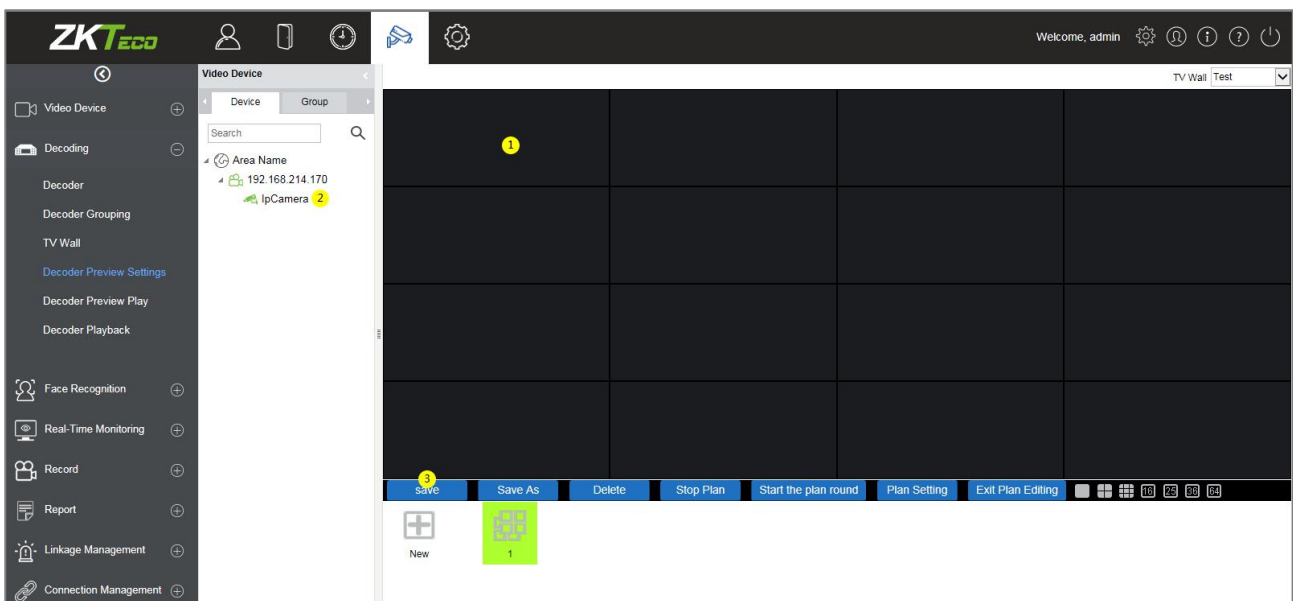 ZKTECO
Welcome, admin
Video Device
TV Wall Test
Video Device
Device Group
Search
Decoding
1
Area Name
Decoder
192.168.214.170
IpCamera 2
Decoder Grouping
TV Wall
Decoder Preview Settings
Decoder Preview Play
Decoder Playback
Face Recognition
Real-Time Monitoring
Record
3
save Save As Delete Stop Plan Start the plan round Plan Setting Exit Plan Editing 16 25 36 64
Report
Linkage Management
New 1
Connection Management